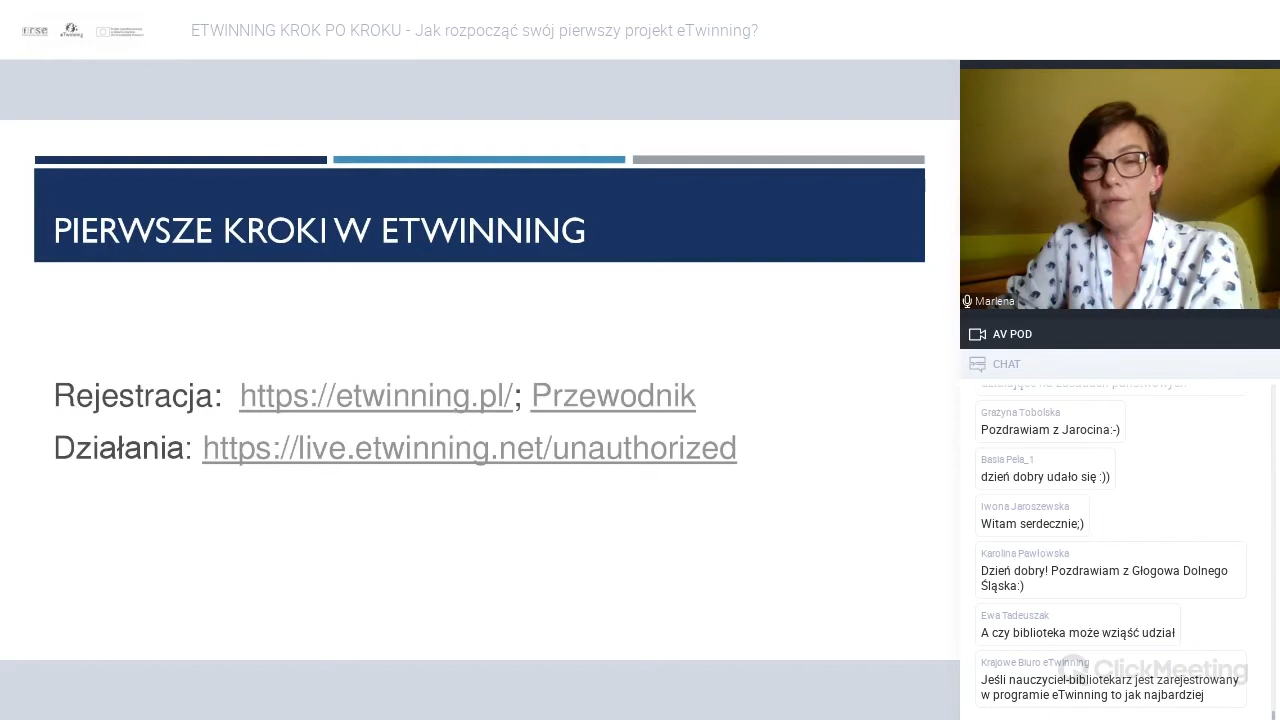 frse
eTwinning
ETWINNING KROK PO KROKU - Jak rozpocząć swój pierwszy projekt eTwinning?
PIERWSZE KROKI W ETWINNING
Rejestracja: https://etwinning.pl/; Przewodnik
Działania: https://live.etwinning.net/unauthorized
Marlena
AV POD
CHAT
Grażyna Tobolska
Pozdrawiam z Jarocina:-)
Basia Pela_1
dzień dobry udało się :))
Iwona Jaroszewska
Witam serdecznie;)
Karolina Pawłowska
Dzień dobry! Pozdrawiam z Głogowa Dolnego
Śląska:)
Ewa Tadeuszak
A czy biblioteka może wziąść udział
Krajowe Biuro eTwinning
Jeśli nauczyciel-bibliotekarz jest zarejestrowany
w programie eTwinning to jak najbardziej
ClickMeeting